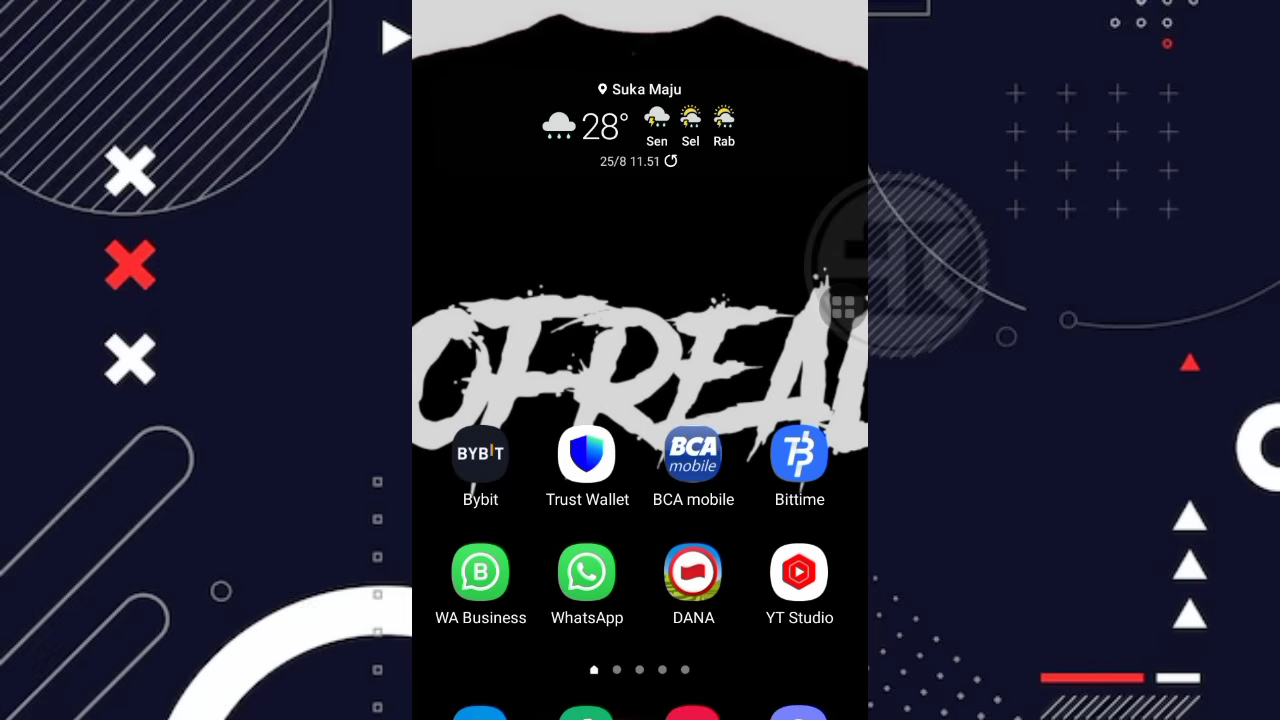 Suka Maju
28°
Sen Sel Rab
25/8 11.51
OFREAL
BYBIT
BCA
mobile
Bybit Trust Wallet BCA mobile Bittime
B
WA Business WhatsApp DANA YT Studio